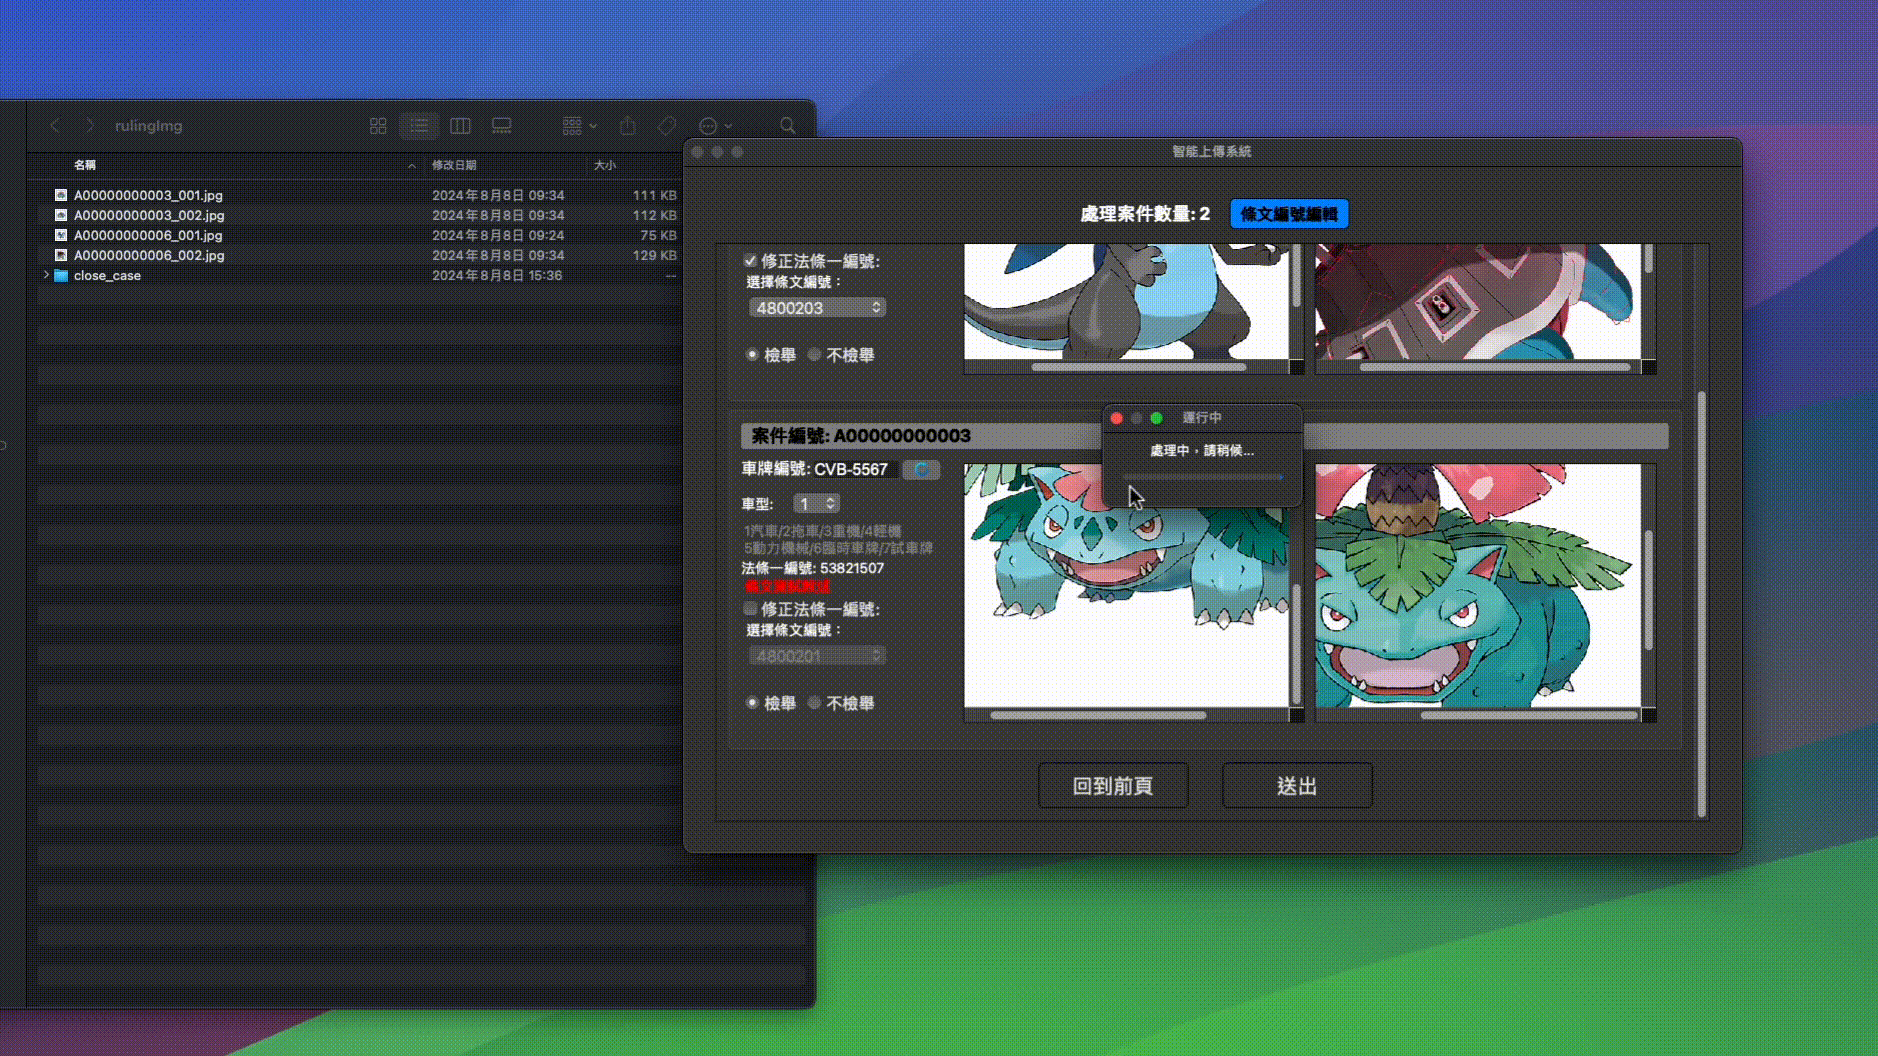 rulingImg
名稱
修改日期
大小
A00000000003_001.jpg
2024年8月8日 09:34
111 KB
A00000000003_002.jpg
2024年8月8日 09:34
112 KB
A00000000006_001.jpg
2024年8月8日 09:24
75 KB
A00000000006_002.jpg
2024年8月8日 09:34
129 KB
close_case
2024年8月8日 15:36
--
智能上傳系統
處理案件數量: 2
條文編號編輯
修正法條一編號:
選擇條文編號：
4800203
檢舉
不檢舉
運行中
處理中，請稍候...
案件編號: A00000000003
車牌編號: CVB-5567
車型:
1
1汽車/2拖車/3重機/4輕機
5動力機械/6臨時車牌/7試車牌
法條一編號: 53821507
修正法條一編號:
選擇條文編號：
4800201
檢舉
不檢舉
回到前頁
送出